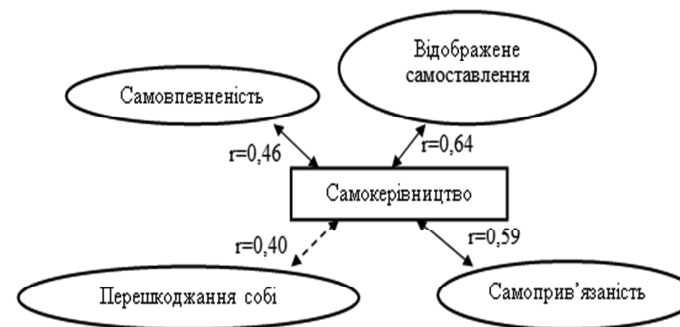 Відображене
самоставлення
Самовпевненість
r=0,46
r=0,64
Самокерівництво
r=0,40
r=0,59
Перешкоджання собі
Самоприв’язаність